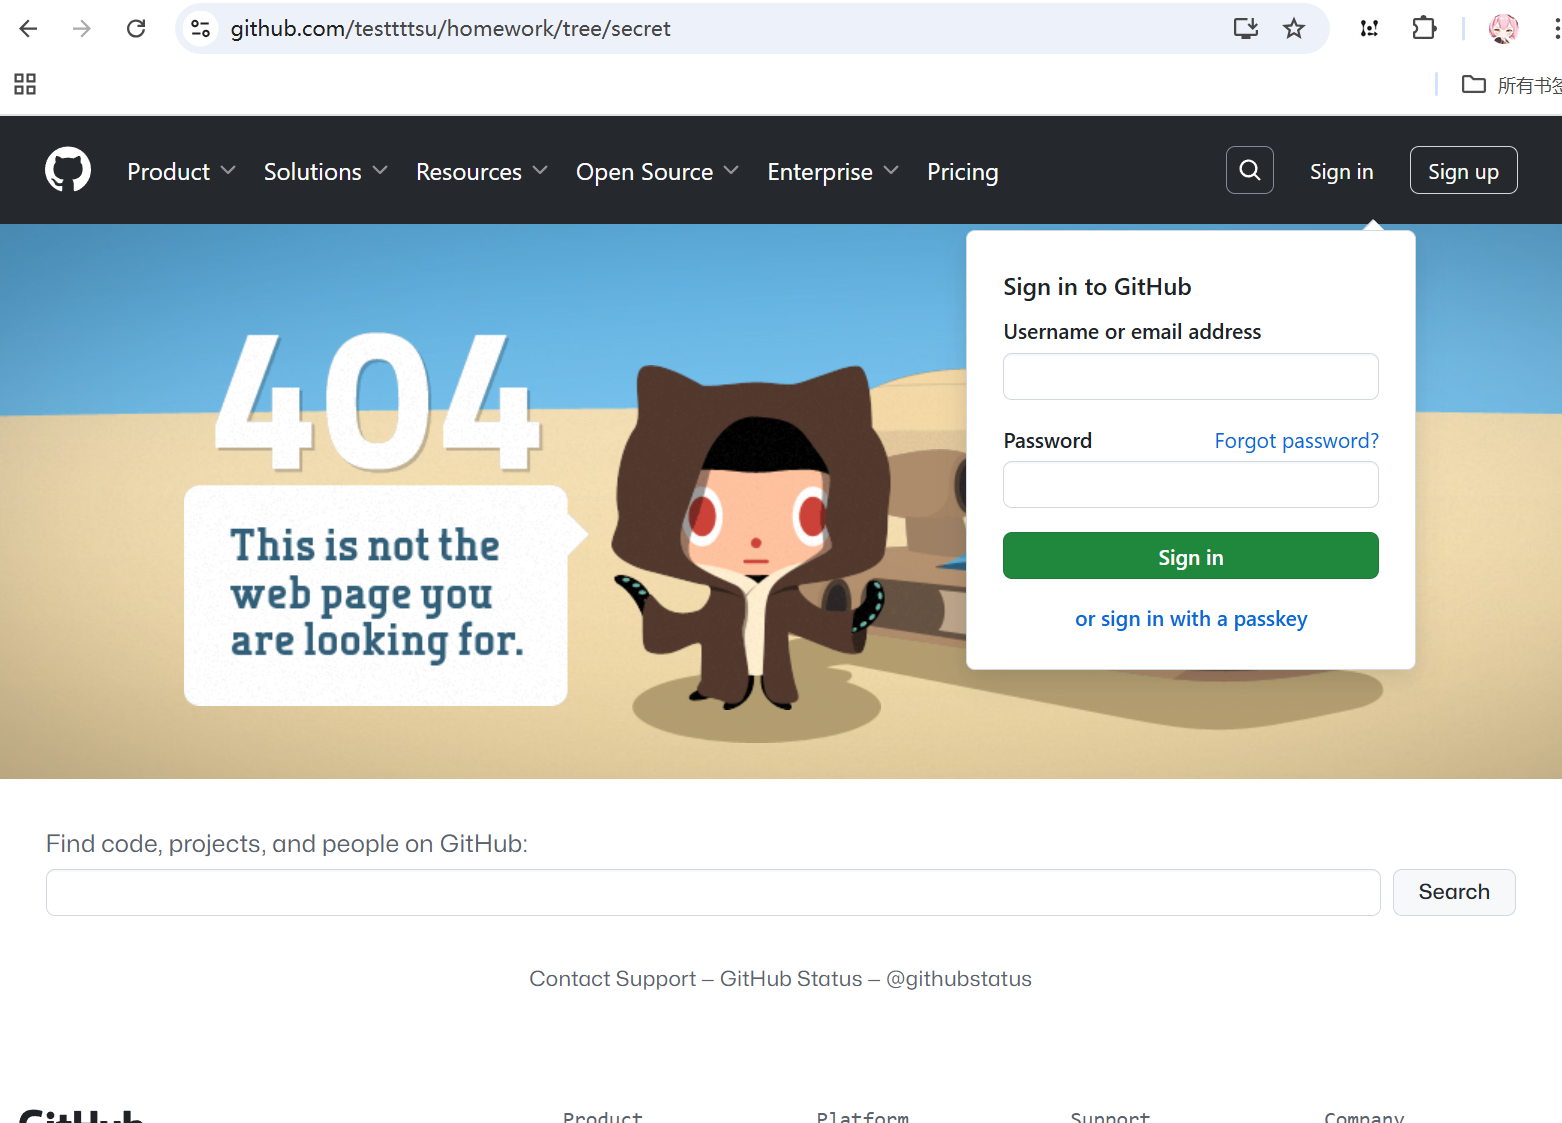 github.com/testtttsu/homework/tree/secret
所有书签
Product
Solutions
Resources
Open Source
Enterprise
Pricing
Sign in
Sign up
404
This is not the
web page you
are looking for.
Sign in to GitHub
Username or email address
Password
Forgot password?
Sign in
or sign in with a passkey
Find code, projects, and people on GitHub:
Search
Contact Support — GitHub Status — @githubstatus
GitHub
Product
Platform
Support
Company